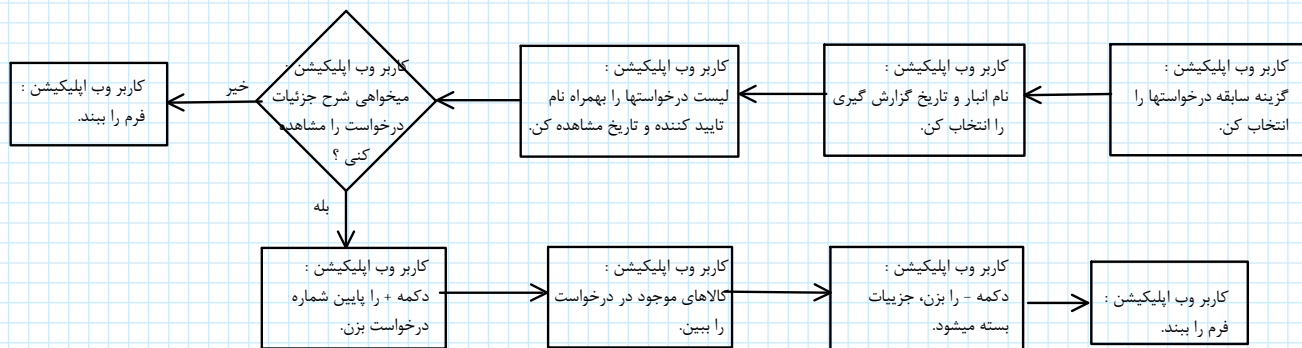 کاربر وب اپلیکیشن :
گزینه سابقه درخواستها را
انتخاب کن.
کاربر وب اپلیکیشن :
نام انبار و تاریخ گزارش گیری
را انتخاب کن.
کاربر وب اپلیکیشن :
لیست درخواستها را بهمراه نام
تایید کننده و تاریخ مشاهده کن.
کاربر وب اپلیکیشن :
میخواهی شرح جزئیات
درخواست را مشاهده
کنی ؟
خیر
کاربر وب اپلیکیشن :
فرم را ببند.
بله
کاربر وب اپلیکیشن :
دکمه + را پایین شماره
درخواست بزن.
کاربر وب اپلیکیشن :
کالاهای موجود در درخواست
را ببین.
کاربر وب اپلیکیشن :
دکمه - را بزن، جزییات
بسته میشود.
کاربر وب اپلیکیشن :
فرم را ببند.